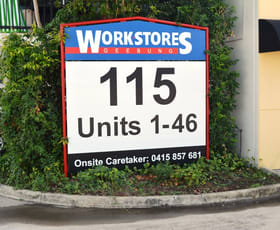 WORKSTORES
GEEBUNG
115
Units 1-46
Onsite Caretaker: 0415 857 681